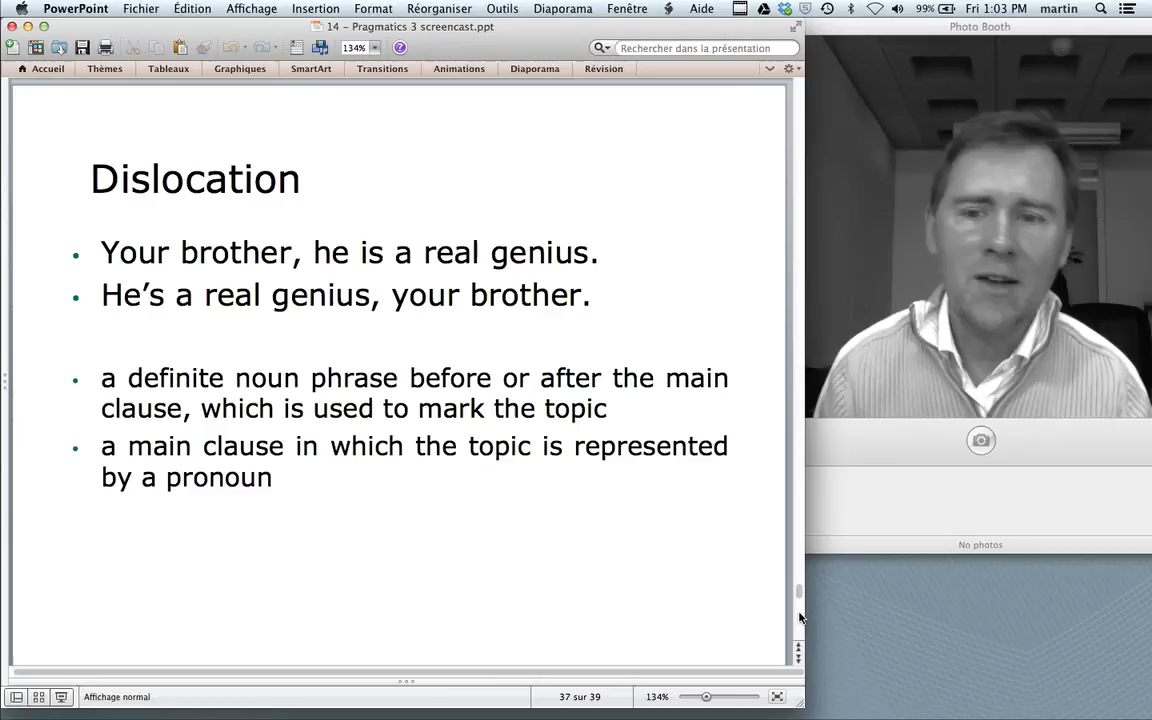 PowerPoint Fichier Édition Affichage Insertion Format Réorganiser Outils Diaporama Fenêtre Aide 99% Fri 1:03 PM martin
14 – Pragmatics 3 screencast.ppt
Photo Booth
134% Rechercher dans la présentation
Accueil Thèmes Tableaux Graphiques SmartArt Transitions Animations Diaporama Révision
Dislocation
• Your brother, he is a real genius.
• He’s a real genius, your brother.
• a definite noun phrase before or after the main
clause, which is used to mark the topic
• a main clause in which the topic is represented
by a pronoun
No photos
Affichage normal 37 sur 39 134%